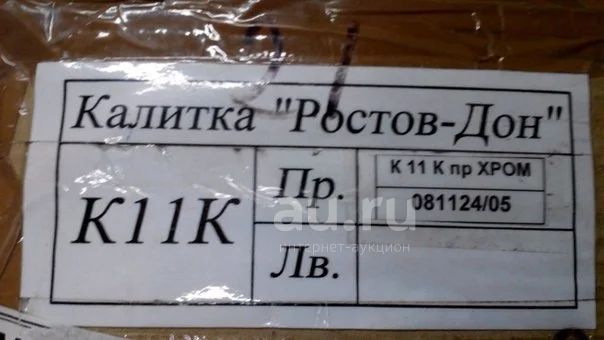 Калитка "Ростов-Дон"
К11К
Пр.
К 11 К пр ХРОМ
081124/05
Лв.
au.ru
интернет-аукцион